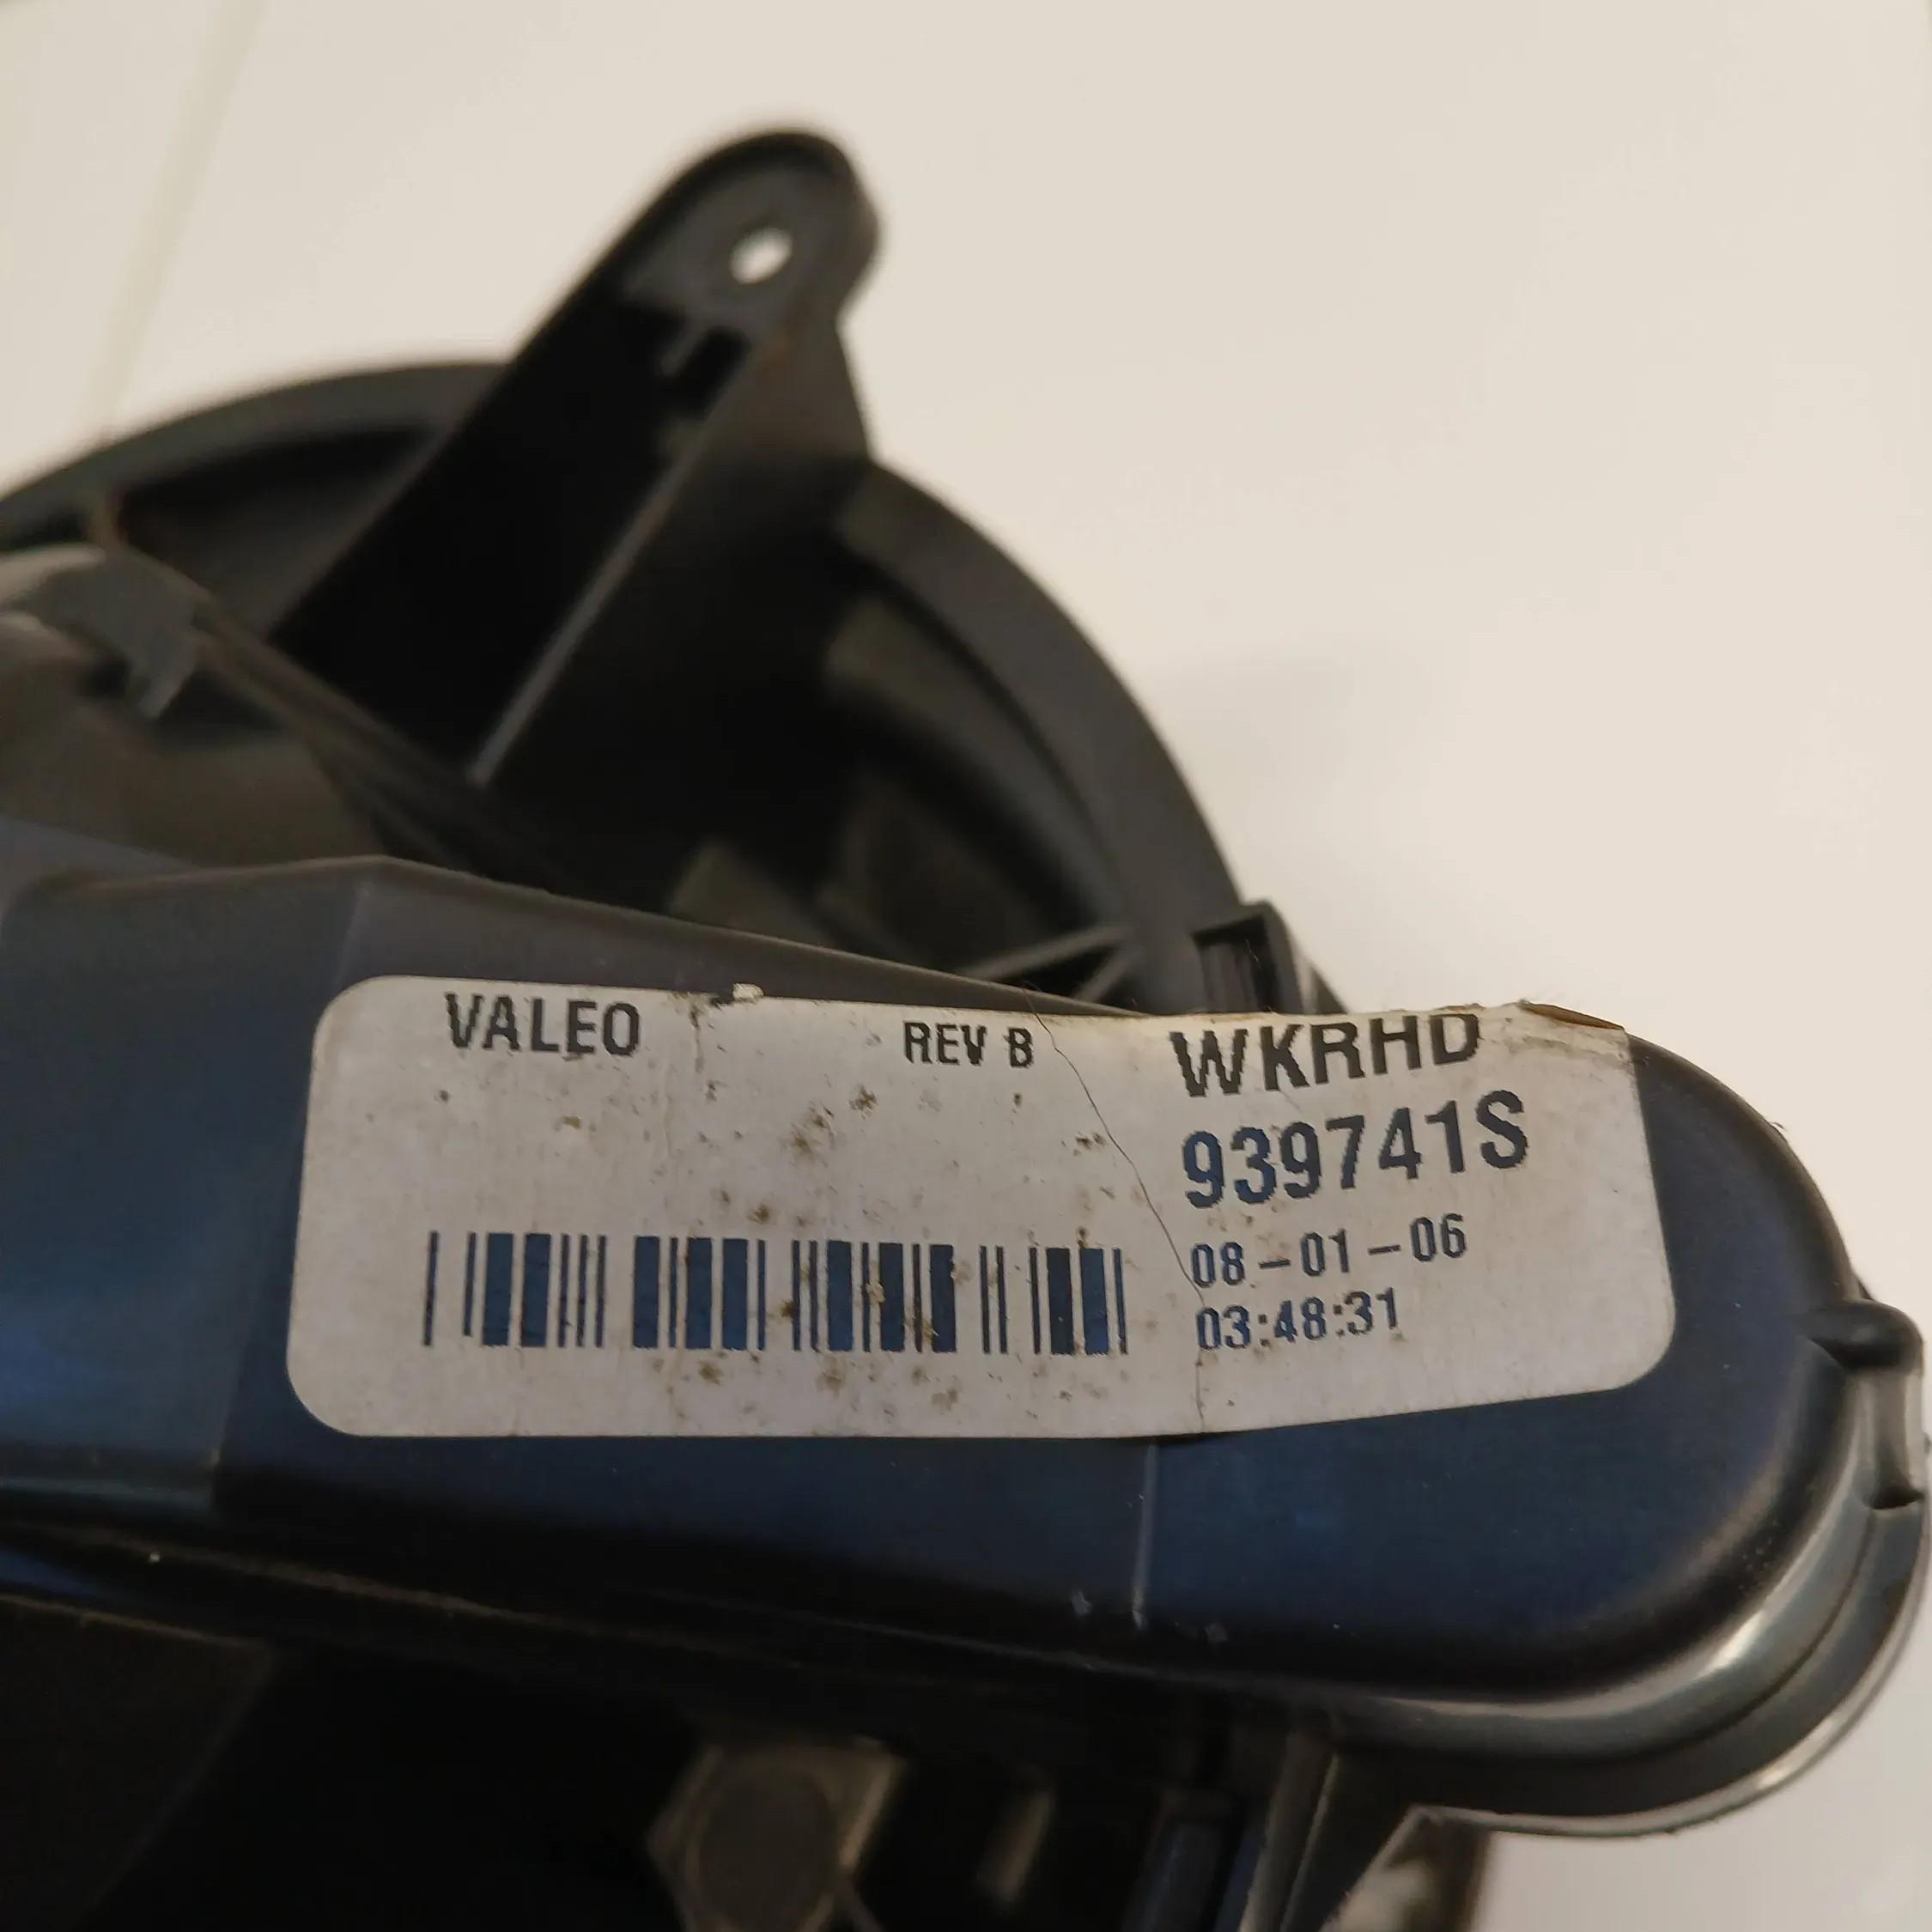 VALEO REV B WKRHD
939741S
08-01-06
03:48:31